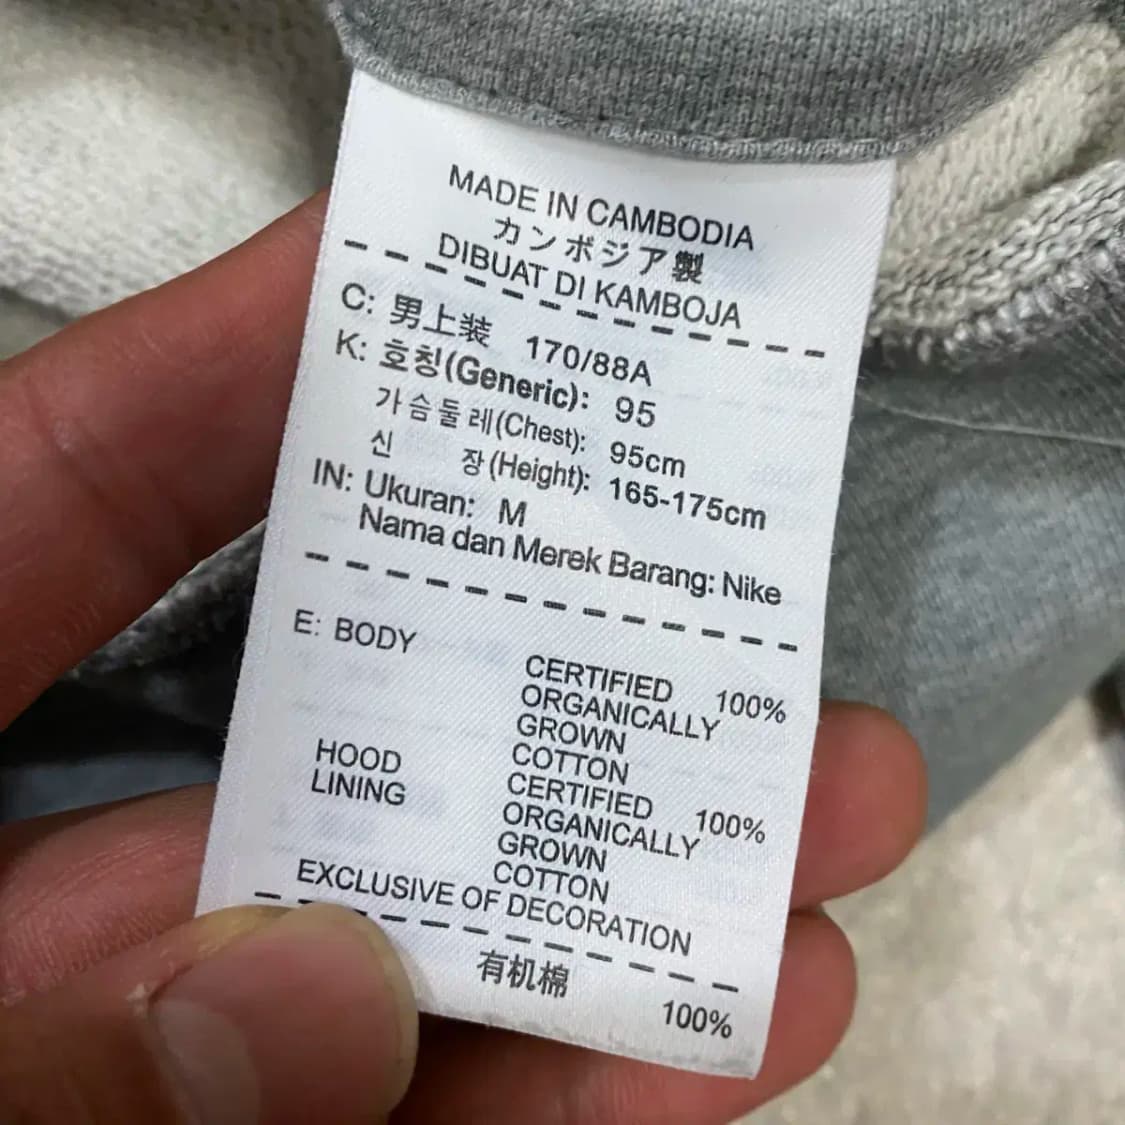 MADE IN CAMBODIA
カンボジア製
DIBUAT DI KAMBOJA
C: 男上装 170/88A
K: 호칭(Generic): 95
가슴둘레(Chest): 95cm
신 장(Height): 165-175cm
IN: Ukuran: M
Nama dan Merek Barang: Nike
E: BODY
CERTIFIED 100%
ORGANICALLY
GROWN
COTTON
HOOD CERTIFIED 100%
LINING ORGANICALLY
GROWN
COTTON
EXCLUSIVE OF DECORATION
有机棉
100%